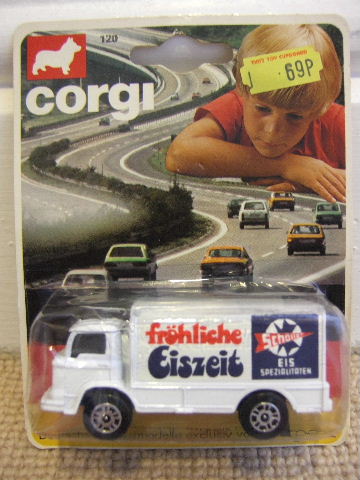 120
corgi
69P
fröhliche
Eiszeit
Schöller
EIS
SPEZIALITÄTEN